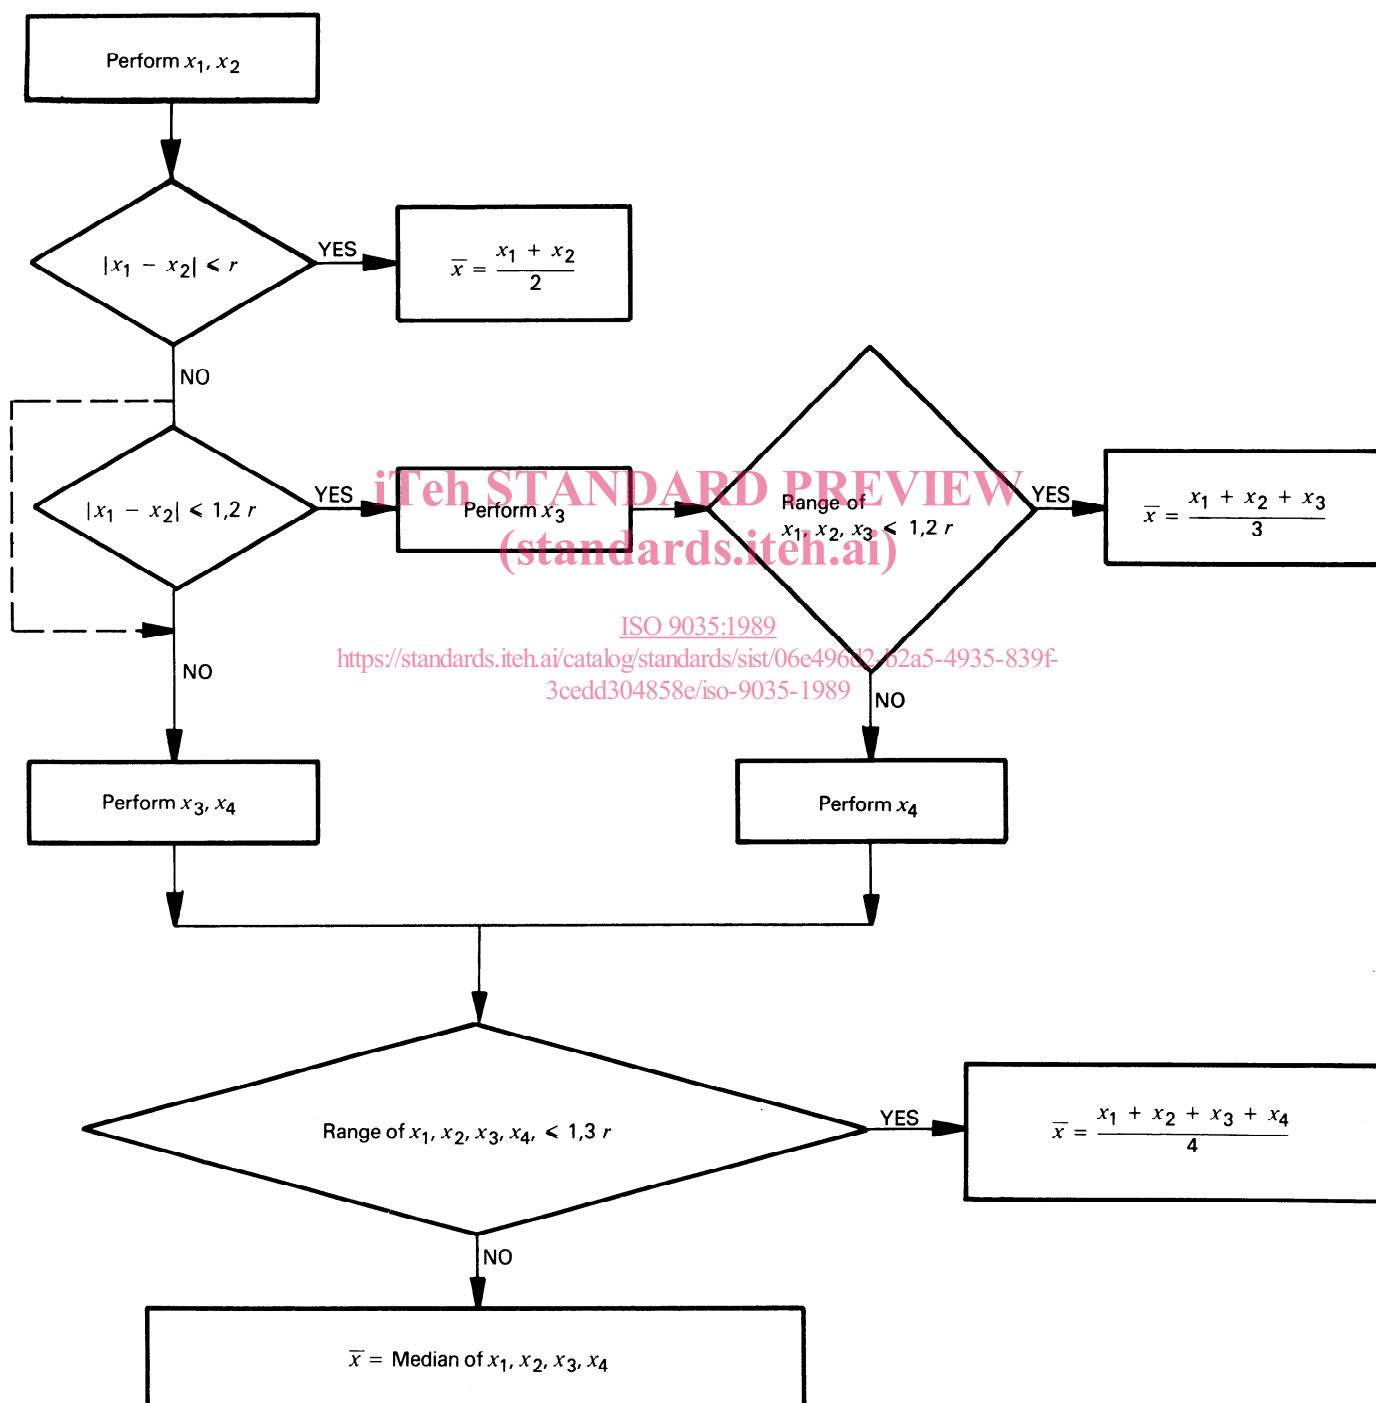 Perform x₁, x₂
|x₁ − x₂| ⩽ r
YES
x̅ = (x₁ + x₂)/2
NO
|x₁ − x₂| ⩽ 1,2 r
YES
Perform x₃
Range of
x₁, x₂, x₃ ⩽ 1,2 r
YES
x̅ = (x₁ + x₂ + x₃)/3
iTeh STANDARD PREVIEW
(standards.iteh.ai)
ISO 9035:1989
https://standards.iteh.ai/catalog/standards/sist/06e496d2-b2a5-4935-839f-
3cedd304858e/iso-9035-1989
NO
NO
Perform x₃, x₄
Perform x₄
Range of x₁, x₂, x₃, x₄, ⩽ 1,3 r
YES
x̅ = (x₁ + x₂ + x₃ + x₄)/4
NO
x̅ = Median of x₁, x₂, x₃, x₄